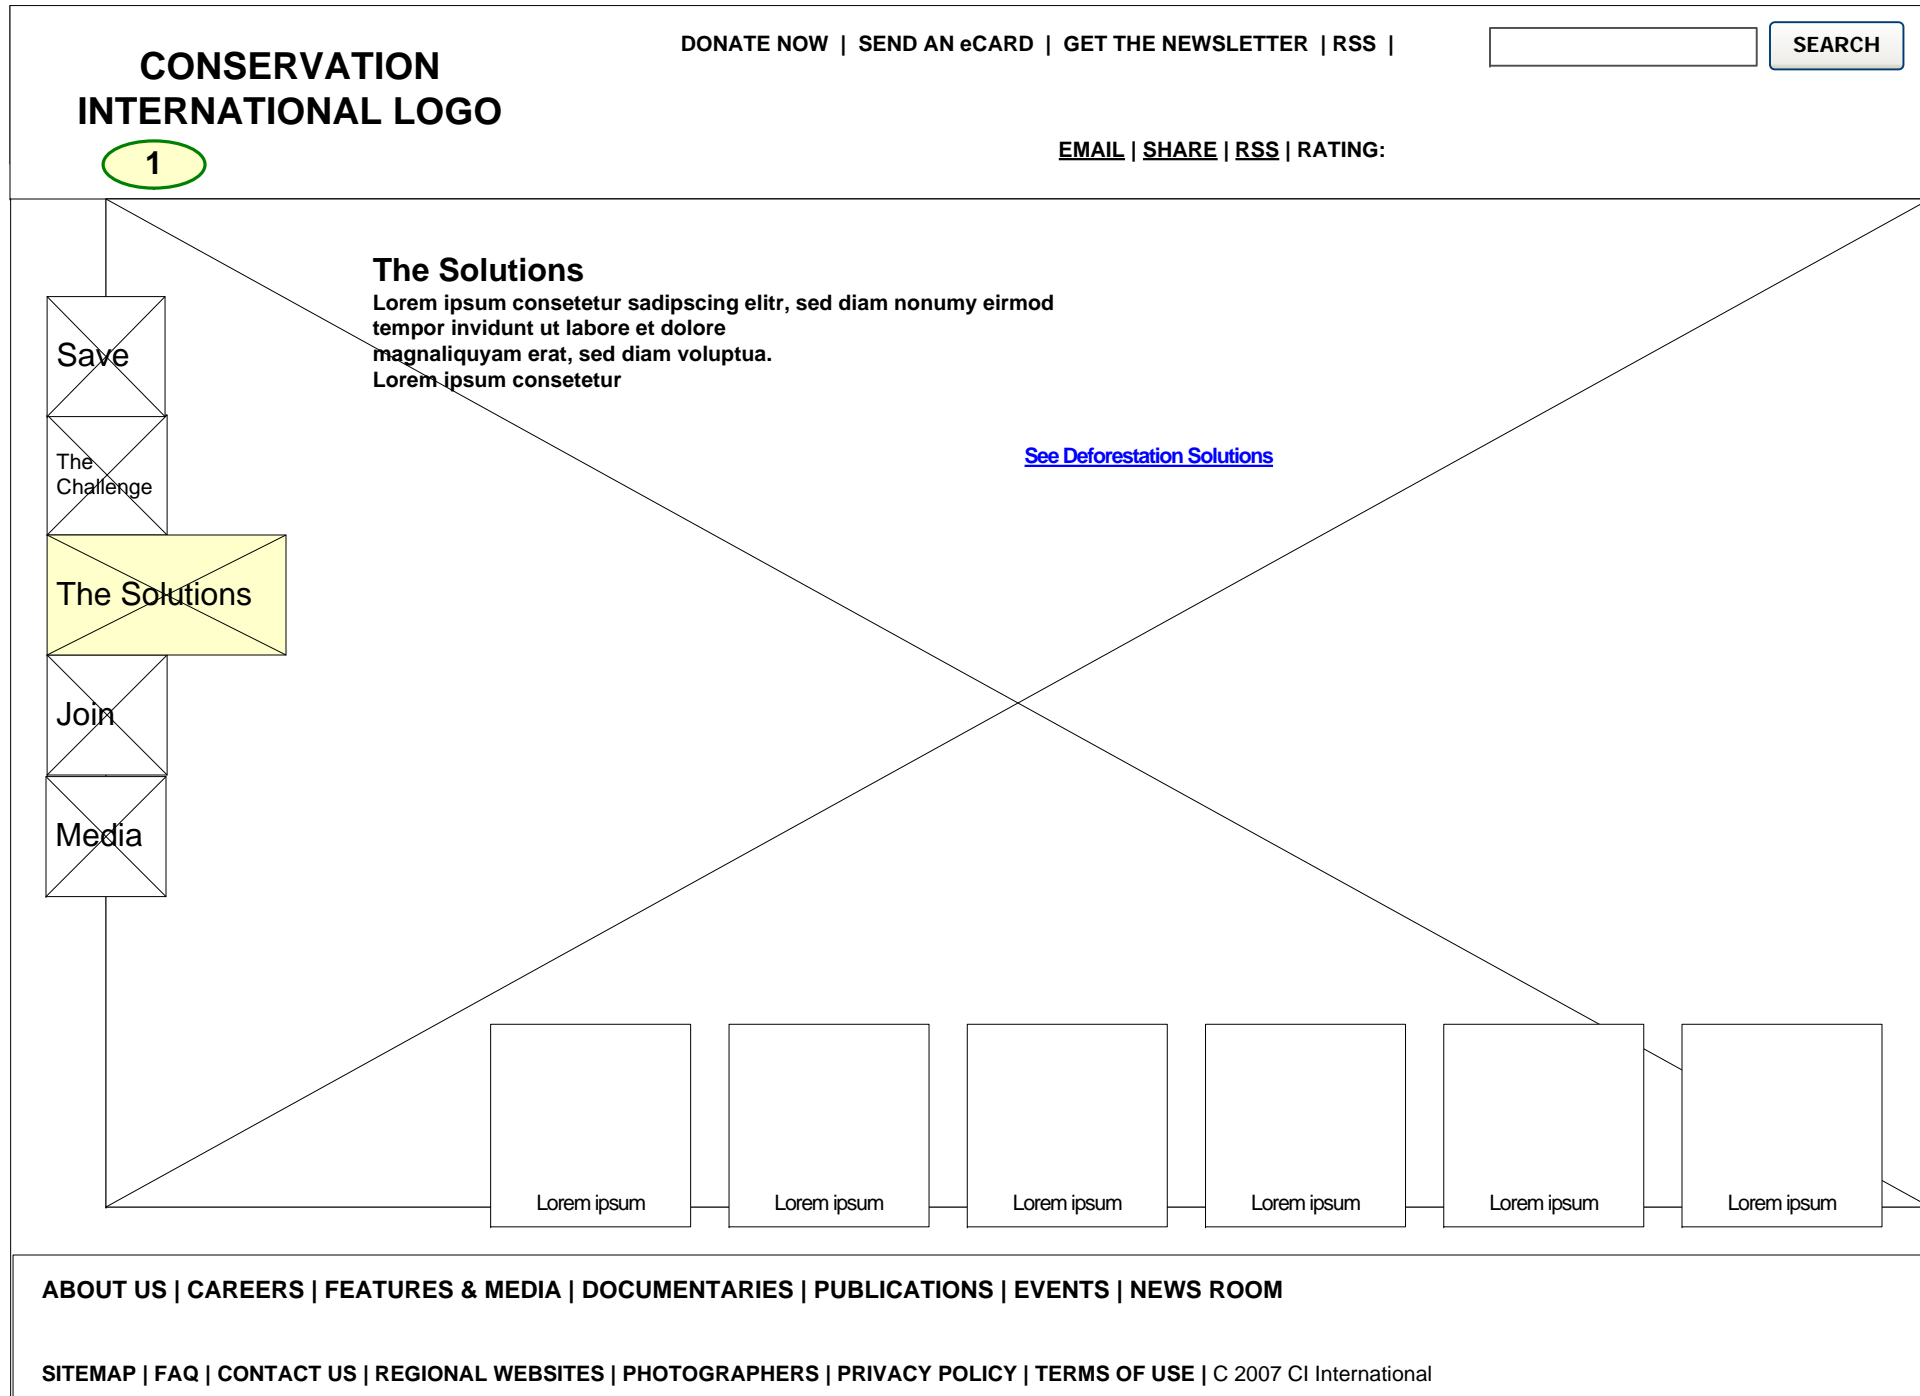 CONSERVATION
INTERNATIONAL LOGO
1
DONATE NOW | SEND AN eCARD | GET THE NEWSLETTER | RSS |
SEARCH
EMAIL | SHARE | RSS | RATING:
The Solutions
Lorem ipsum consetetur sadipscing elitr, sed diam nonumy eirmod
tempor invidunt ut labore et dolore
magnaliquyam erat, sed diam voluptua.
Lorem ipsum consetetur
See Deforestation Solutions
Save
The
Challenge
The Solutions
Join
Media
Lorem ipsum
Lorem ipsum
Lorem ipsum
Lorem ipsum
Lorem ipsum
Lorem ipsum
ABOUT US | CAREERS | FEATURES & MEDIA | DOCUMENTARIES | PUBLICATIONS | EVENTS | NEWS ROOM
SITEMAP | FAQ | CONTACT US | REGIONAL WEBSITES | PHOTOGRAPHERS | PRIVACY POLICY | TERMS OF USE | C 2007 CI International